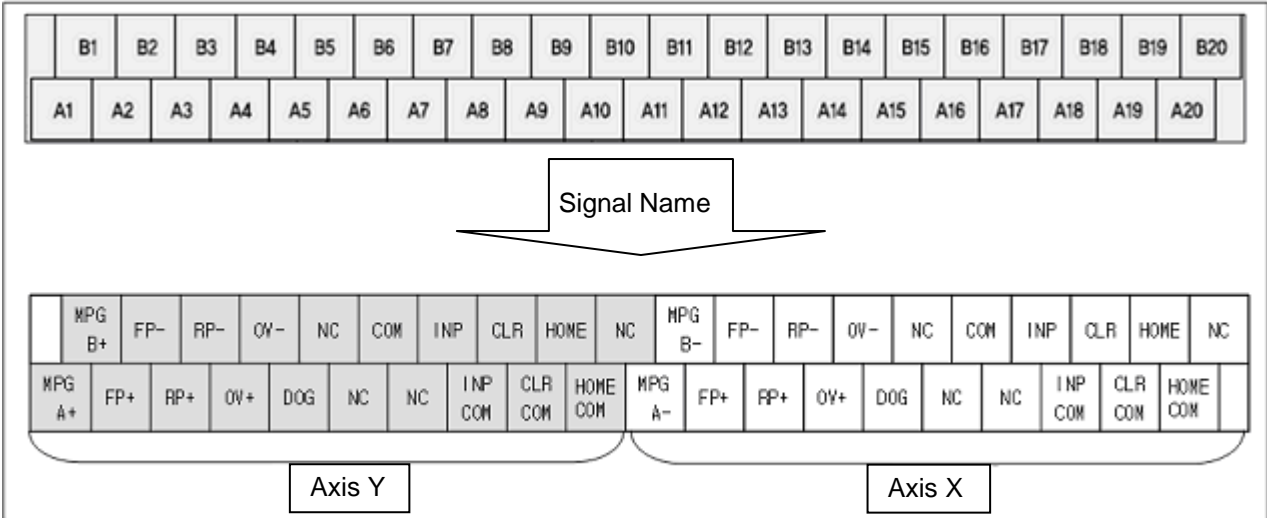 B1 B2 B3 B4 B5 B6 B7 B8 B9 B10 B11 B12 B13 B14 B15 B16 B17 B18 B19 B20
A1 A2 A3 A4 A5 A6 A7 A8 A9 A10 A11 A12 A13 A14 A15 A16 A17 A18 A19 A20
Signal Name
MPG B+ FP- RP- OV- NC COM INP CLR HOME NC MPG B- FP- RP- OV- NC COM INP CLR HOME NC
MPG A+ FP+ RP+ OV+ DOG NC NC INP COM CLR COM HOME COM MPG A- FP+ RP+ OV+ DOG NC NC INP COM CLR COM HOME COM
Axis Y Axis X